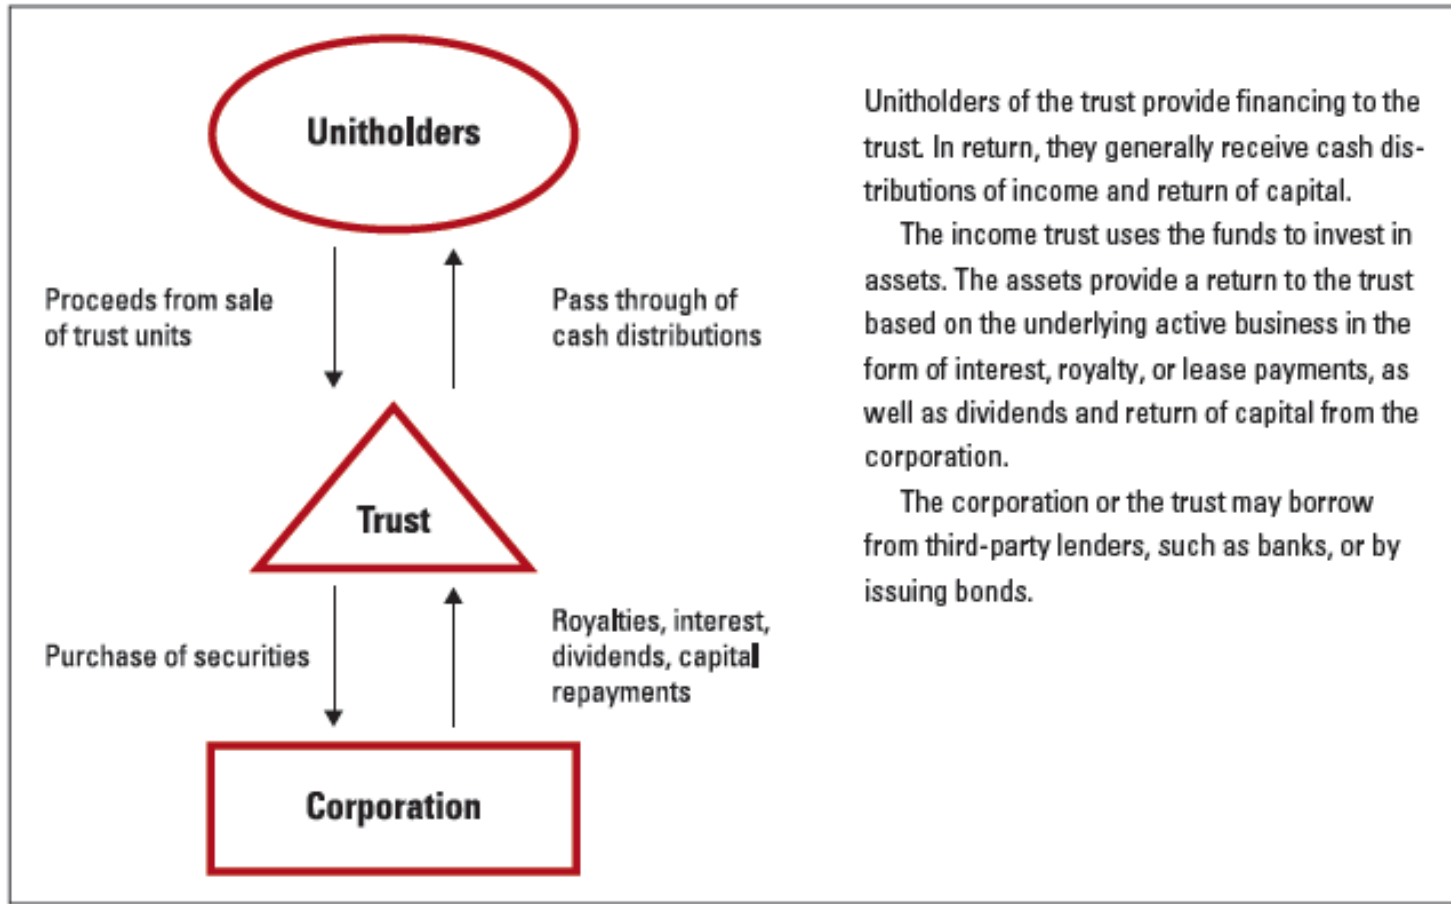 Unitholders
Proceeds from sale
of trust units
Pass through of
cash distributions
Trust
Purchase of securities
Royalties, interest,
dividends, capital
repayments
Corporation
Unitholders of the trust provide financing to the
trust. In return, they generally receive cash dis-
tributions of income and return of capital.
The income trust uses the funds to invest in
assets. The assets provide a return to the trust
based on the underlying active business in the
form of interest, royalty, or lease payments, as
well as dividends and return of capital from the
corporation.
The corporation or the trust may borrow
from third-party lenders, such as banks, or by
issuing bonds.